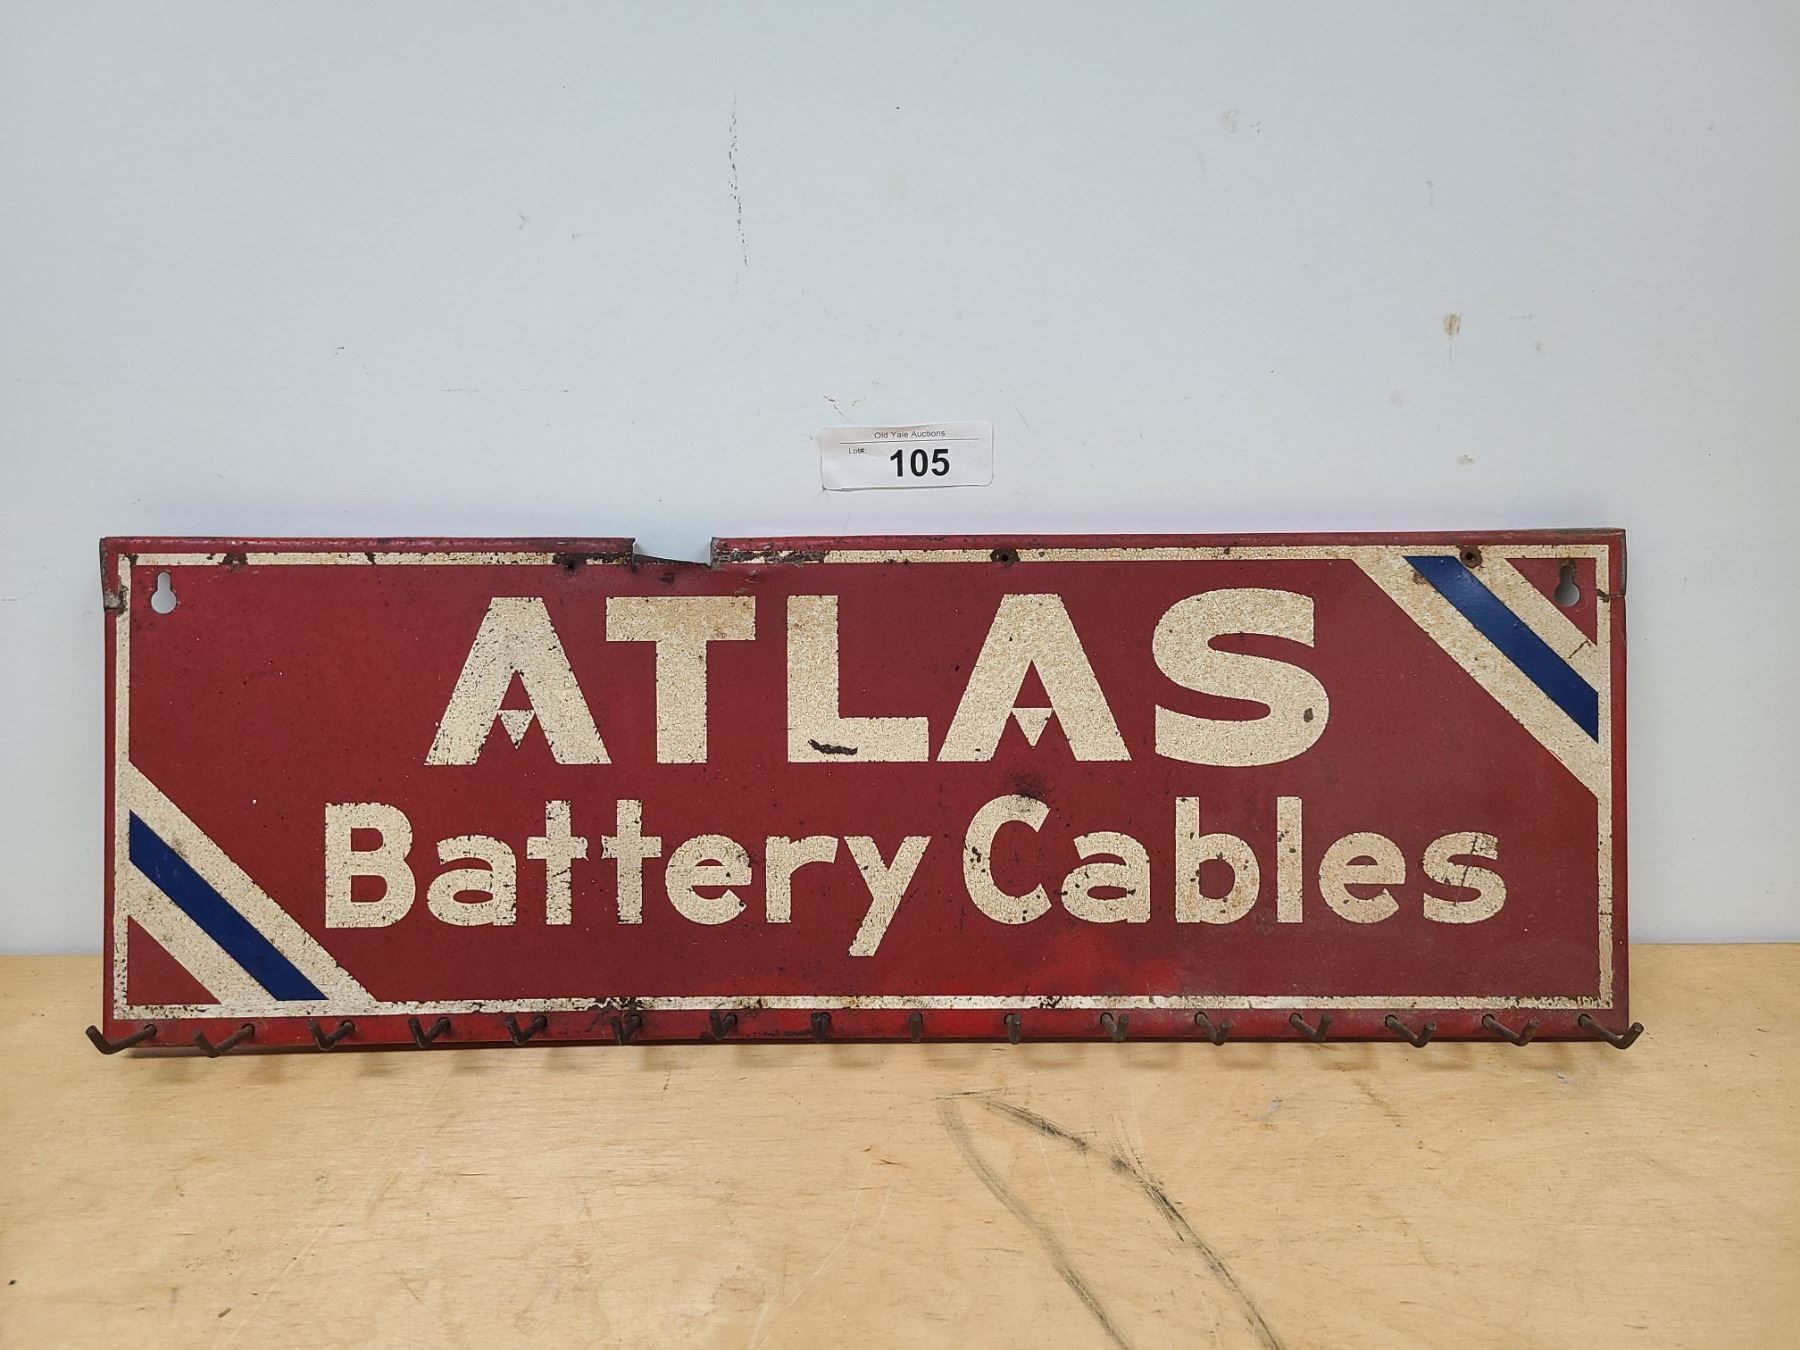 Old Yale Auctions
Lot#: 105
ATLAS
Battery Cables